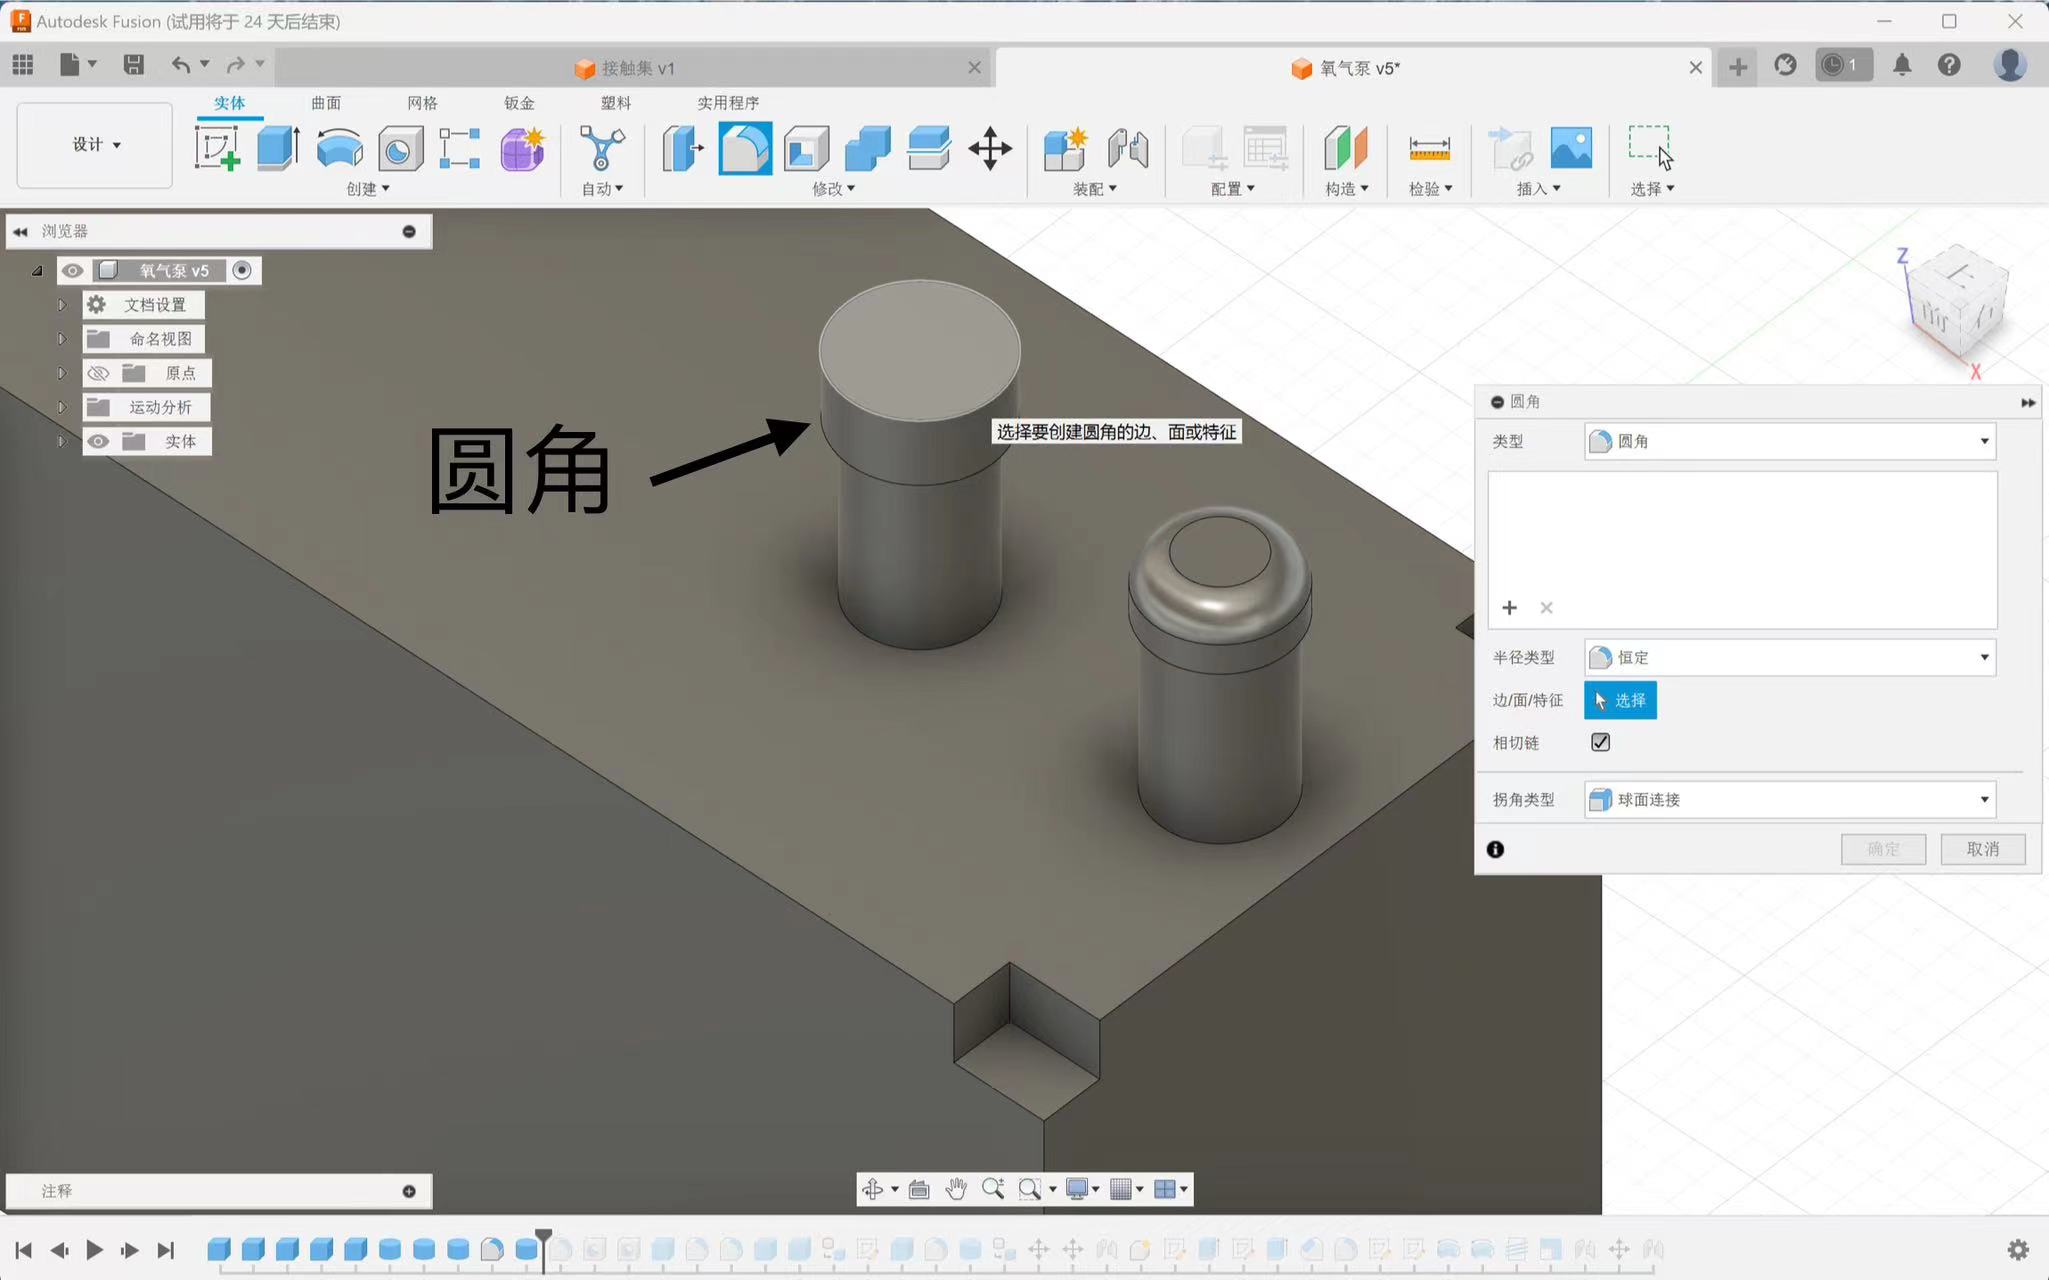 Autodesk Fusion (试用将于 24 天后结束)
接触集 v1
氧气泵 v5*
1
设计
实体 曲面 网格 钣金 塑料 实用程序
创建 自动 修改 装配 配置 构造 检验 插入 选择
浏览器
氧气泵 v5
文档设置
命名视图
原点
运动分析
实体
圆角
选择要创建圆角的边、面或特征
Z
上
前
右
X
圆角
类型 圆角
半径类型 恒定
边/面/特征 选择
相切链
拐角类型 球面连接
确定 取消
注释